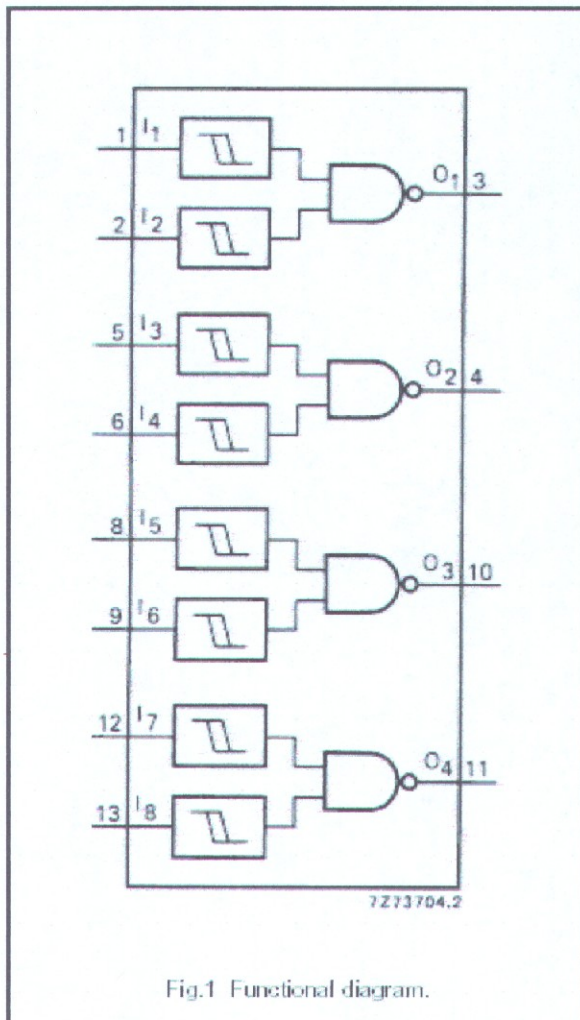 1 I1
O1 3
2 I2
5 I3
O2 4
6 I4
8 I5
O3 10
9 I6
12 I7
O4 11
13 I8
7Z73704.2
Fig.1 Functional diagram.